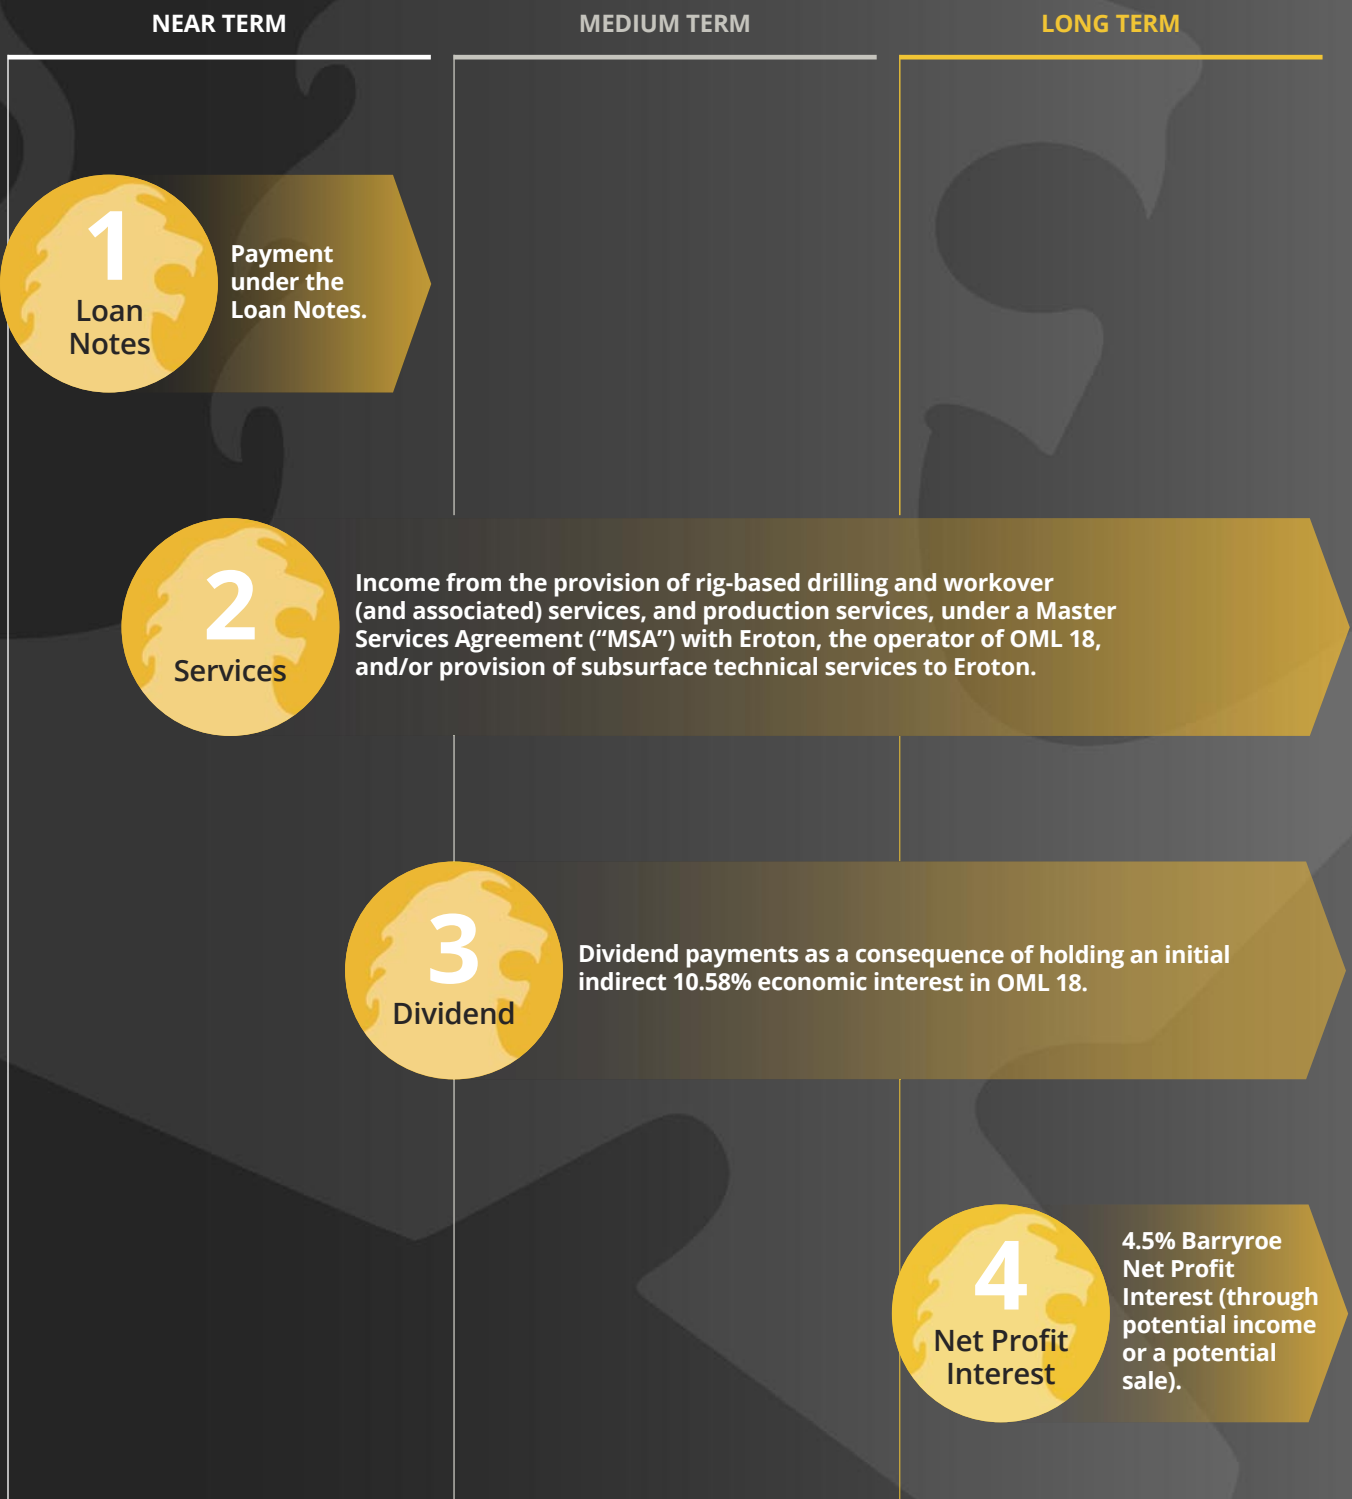 NEAR TERM
MEDIUM TERM
LONG TERM
1
Loan
Notes
Payment
under the
Loan Notes.
2
Services
Income from the provision of rig-based drilling and workover
(and associated) services, and production services, under a Master
Services Agreement (“MSA”) with Eroton, the operator of OML 18,
and/or provision of subsurface technical services to Eroton.
3
Dividend
Dividend payments as a consequence of holding an initial
indirect 10.58% economic interest in OML 18.
4
Net Profit
Interest
4.5% Barryroe
Net Profit
Interest (through
potential income
or a potential
sale).